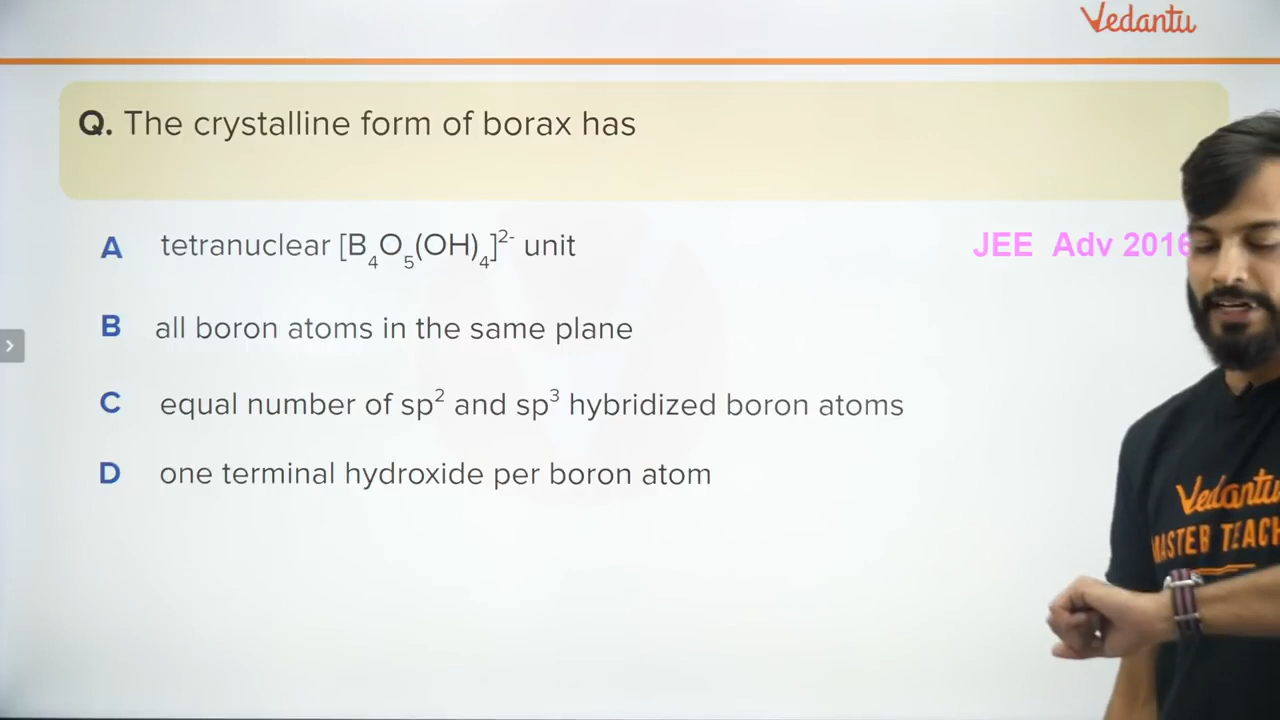 Vedantu
Q. The crystalline form of borax has
A tetranuclear [B₄O₅(OH)₄]²⁻ unit
JEE Adv 2016
B all boron atoms in the same plane
C equal number of sp² and sp³ hybridized boron atoms
D one terminal hydroxide per boron atom
Vedantu
MASTER TEACH